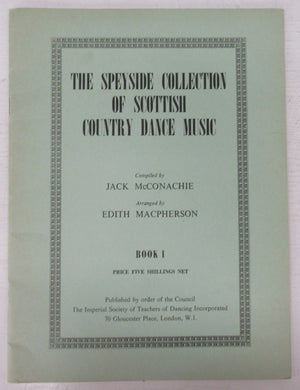 THE SPEYSIDE COLLECTION
OF SCOTTISH
COUNTRY DANCE MUSIC
Compiled by
JACK McCONACHIE
Arranged by
EDITH MACPHERSON
BOOK I
PRICE FIVE SHILLINGS NET
Published by order of the Council
The Imperial Society of Teachers of Dancing Incorporated
70 Gloucester Place, London, W.1.